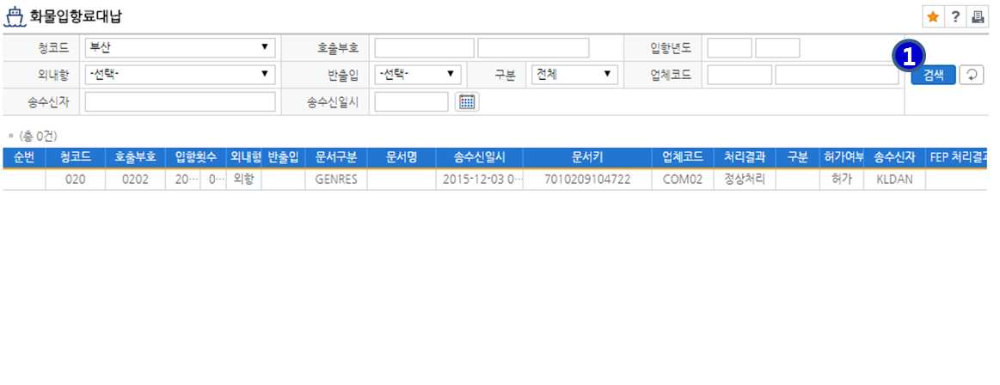 화물입항료대납
?
청코드 부산 호출부호 입항년도
1
외내항 -선택- 반출입 -선택- 구분 전체 업체코드 검색
송수신자 송수신일시
(총 0건)
순번 청코드 호출부호 입항횟수 외내항 반출입 문서구분 문서명 송수신일시 문서키 업체코드 처리결과 구분 허가여부 송수신자 FEP 처리결과
020 0202 20··· 0··· 외항 GENRES 2015-12-03 0··· 7010209104722 COM02 정상처리 허가 KLDAN